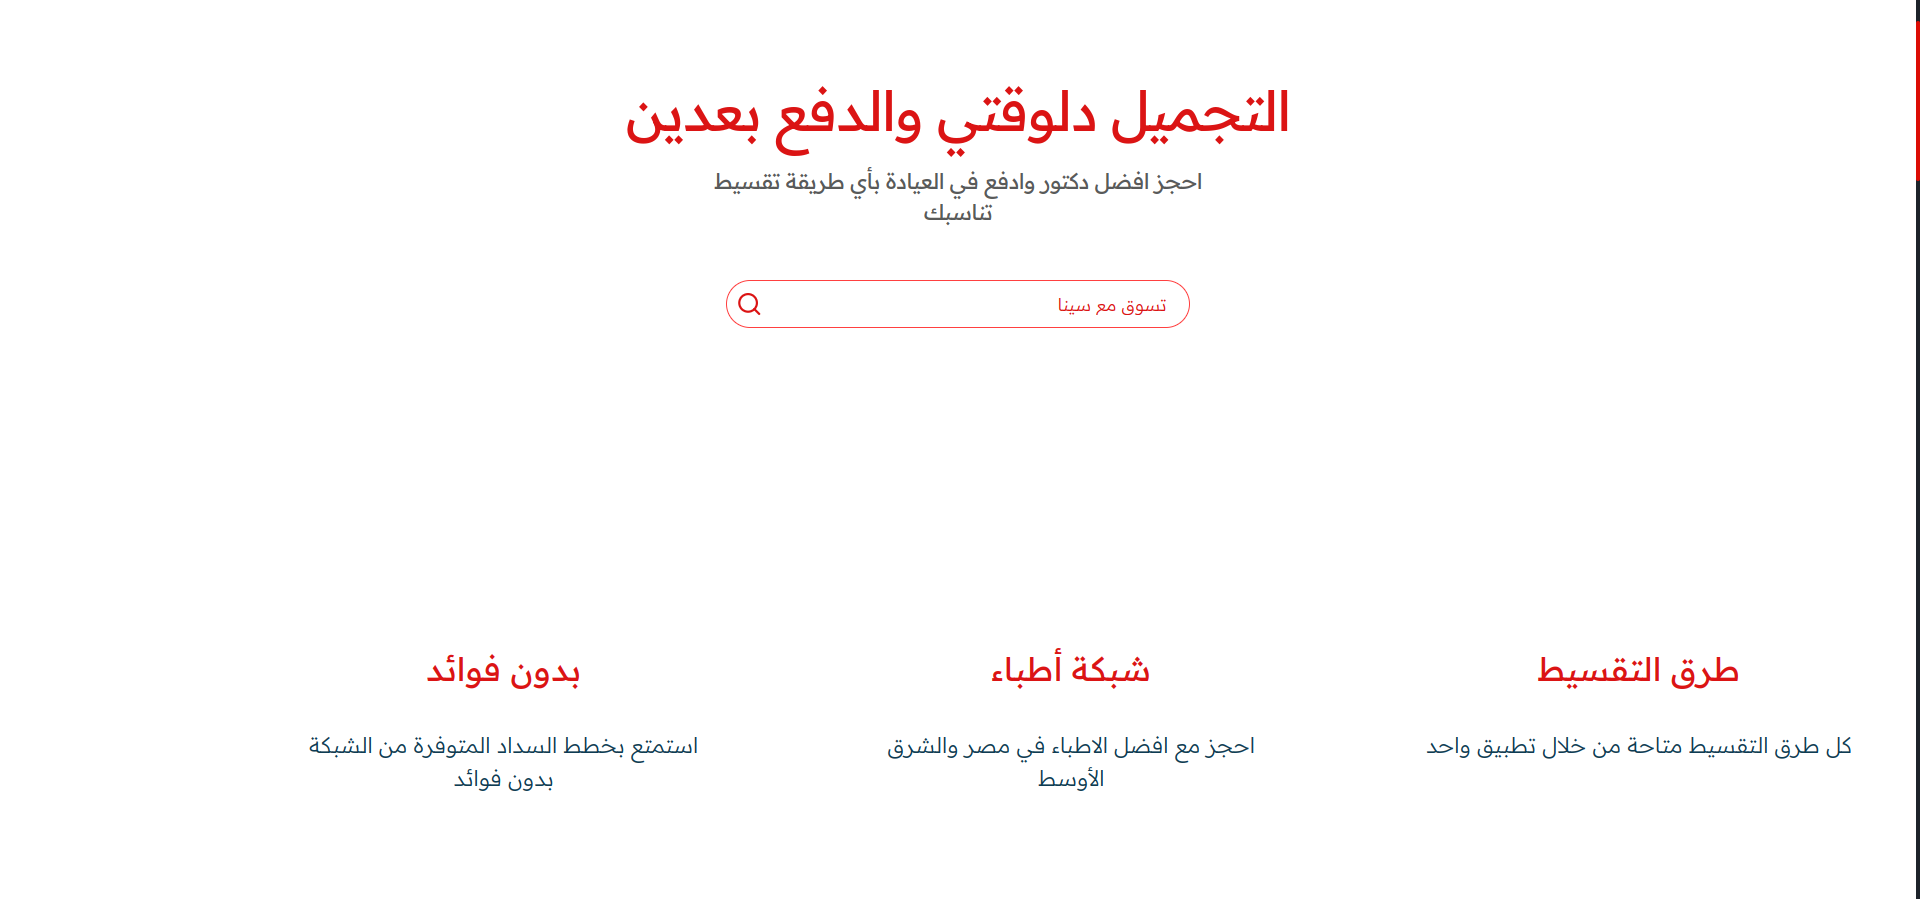 التجميل دلوقتي والدفع بعدين
احجز افضل دكتور وادفع في العيادة بأي طريقة تقسيط
تناسبك
تسوق مع سينا
طرق التقسيط
كل طرق التقسيط متاحة من خلال تطبيق واحد
شبكة أطباء
احجز مع افضل الاطباء في مصر والشرق
الأوسط
بدون فوائد
استمتع بخطط السداد المتوفرة من الشبكة
بدون فوائد